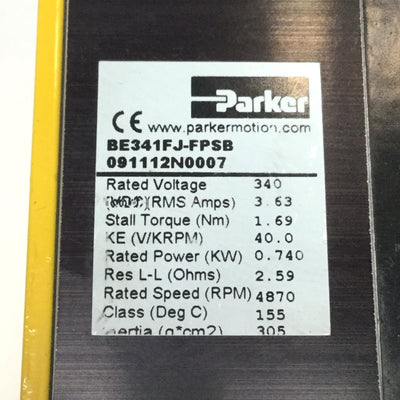 Parker
CE www.parkermotion.com
BE341FJ-FPSB
091112N0007
Rated Voltage 340
(RMS Amps) 3.63
Stall Torque (Nm) 1.69
KE (V/KRPM) 40.0
Rated Power (KW) 0.740
Res L-L (Ohms) 2.59
Rated Speed (RPM) 4870
Class (Deg C) 155
Inertia (g*cm2) 305